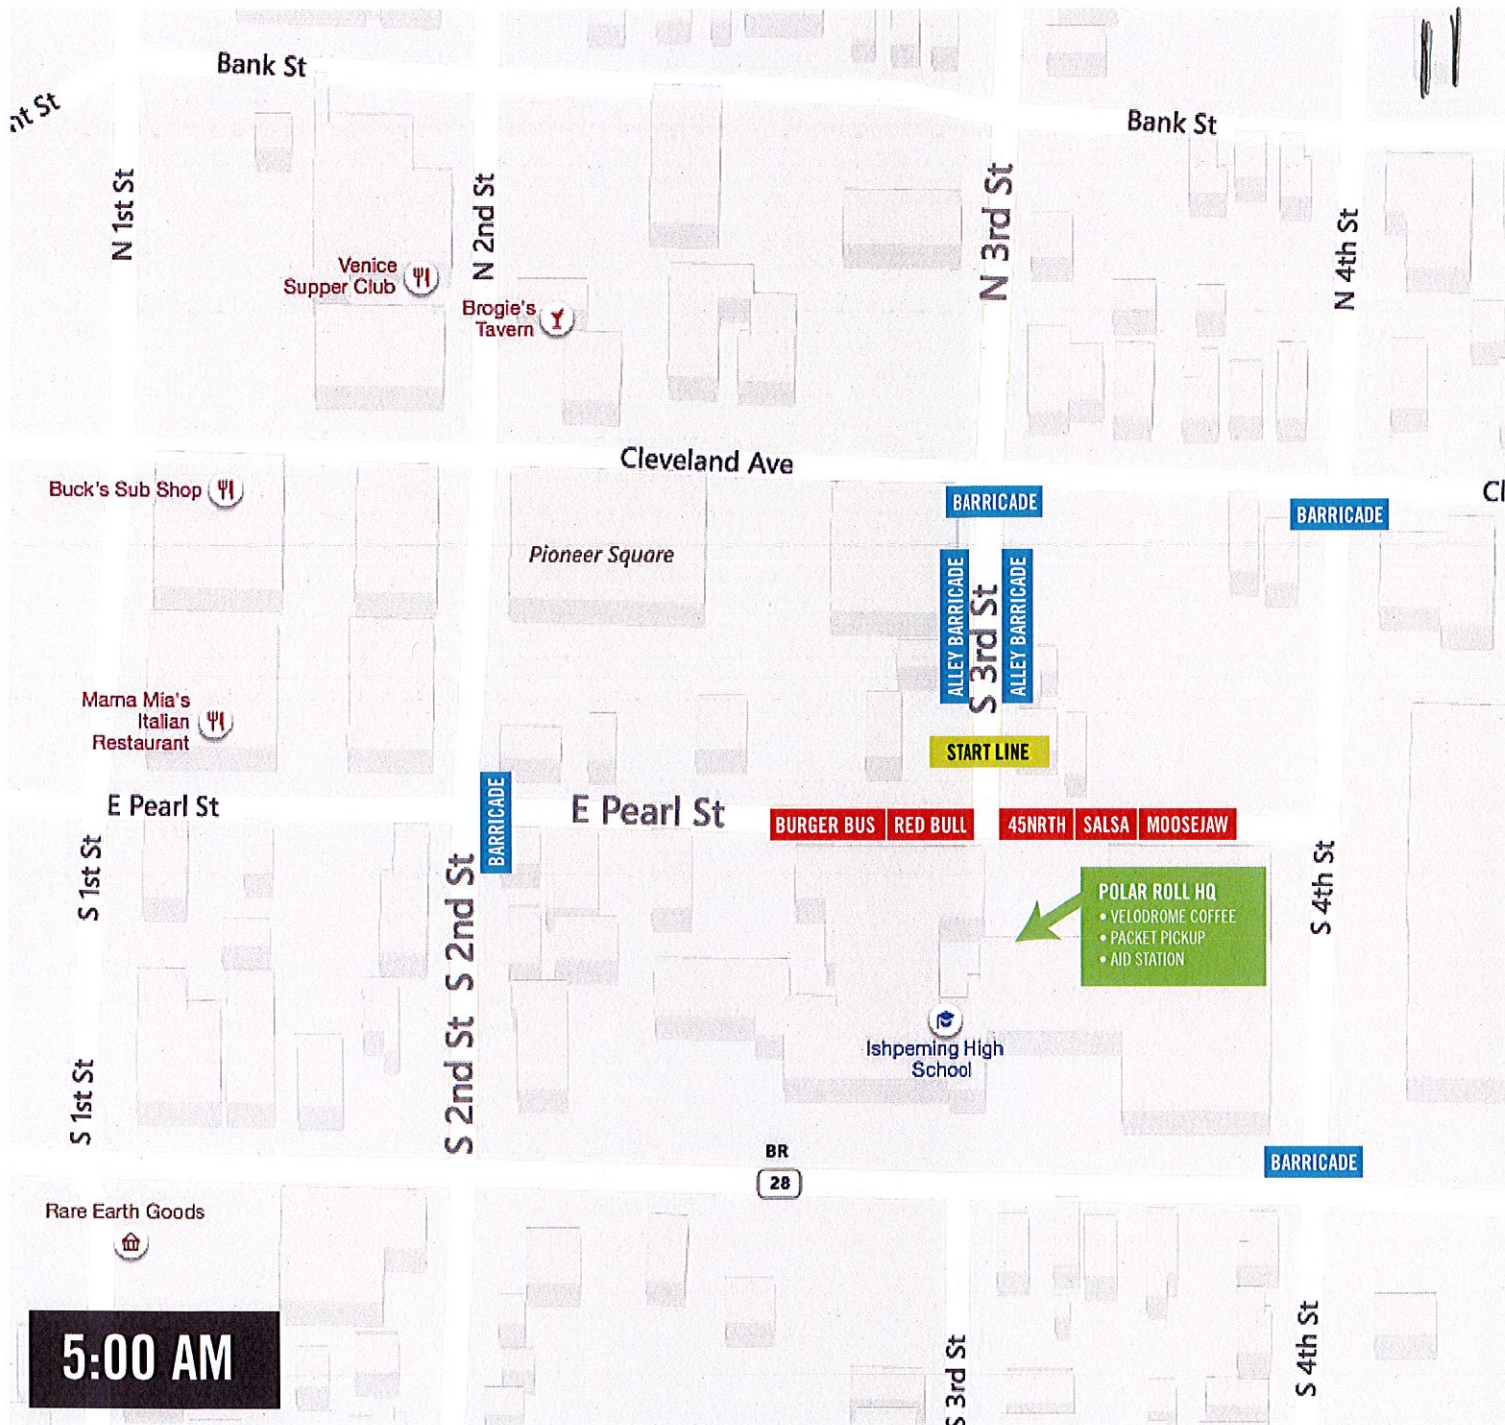 Bank St
Bank St
nt St
N 1st St
N 2nd St
N 3rd St
N 4th St
Venice
Supper Club
Brogie's
Tavern
Cleveland Ave
Buck's Sub Shop
Cl
BARRICADE
BARRICADE
Pioneer Square
ALLEY BARRICADE
S 3rd St
ALLEY BARRICADE
Mama Mia's
Italian
Restaurant
START LINE
E Pearl St
BARRICADE
E Pearl St
BURGER BUS
RED BULL
45NRTH
SALSA
MOOSEJAW
S 1st St
S 2nd St
S 4th St
POLAR ROLL HQ
• VELODROME COFFEE
• PACKET PICKUP
• AID STATION
Ishpeming High
School
S 1st St
S 2nd St
BR
28
BARRICADE
Rare Earth Goods
5:00 AM
S 3rd St
S 4th St